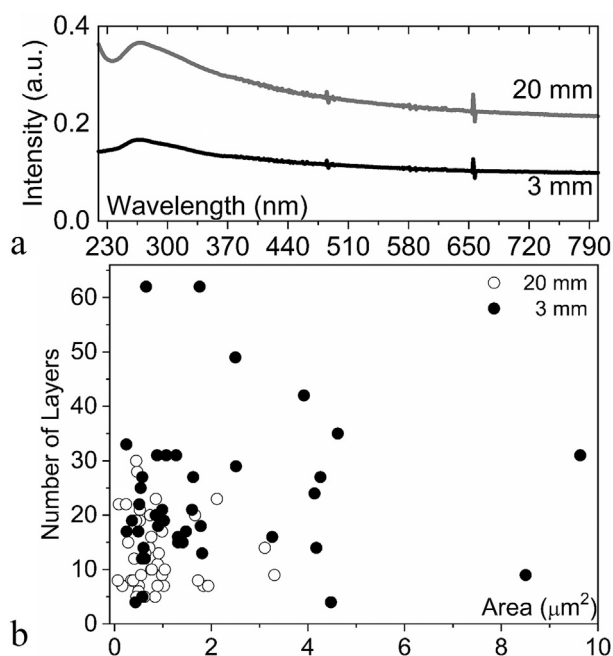 0.4
0.2
0.0
Intensity (a.u.)
20 mm
3 mm
Wavelength (nm)
a
230 300 370 440 510 580 650 720 790
60
50
40
30
20
10
0
Number of Layers
20 mm
3 mm
Area (μm²)
b
0 2 4 6 8 10